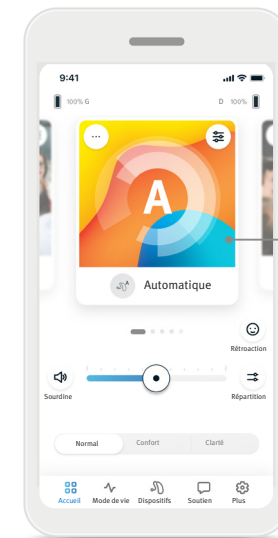 9:41
100% G
D 100%
A
Automatique
Rétroaction
Sourdine
Répartition
Normal
Confort
Clarté
Accueil
Mode de vie
Dispositifs
Soutien
Plus